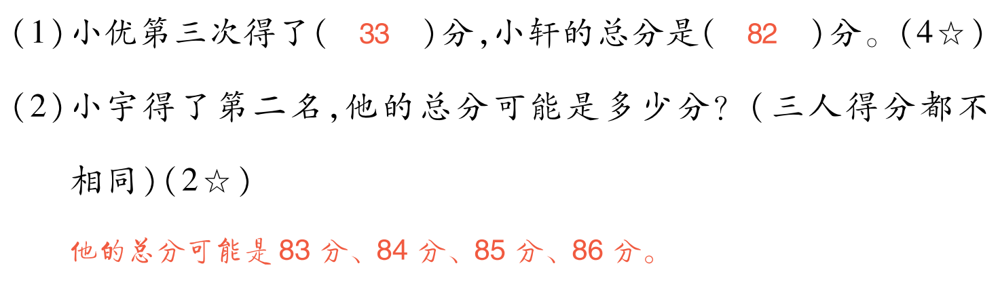 (1)小优第三次得了( 33 )分,小轩的总分是( 82 )分。(4☆)
(2)小宇得了第二名,他的总分可能是多少分?(三人得分都不
相同)(2☆)
他的总分可能是83分、84分、85分、86分。